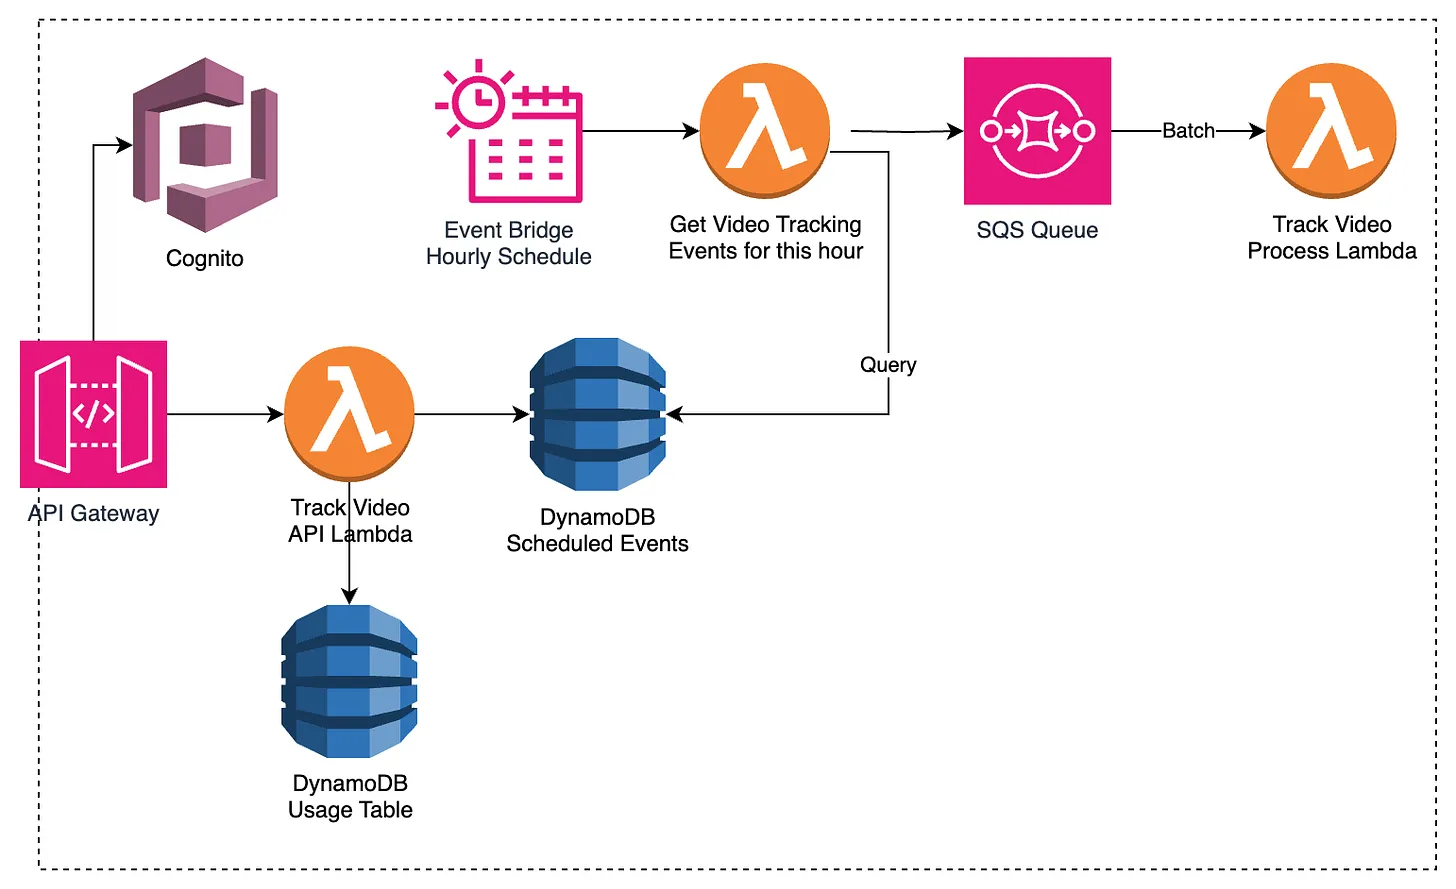 Cognito
Event Bridge
Hourly Schedule
Get Video Tracking
Events for this hour
SQS Queue
Batch
Track Video
Process Lambda
Query
</>
API Gateway
Track Video
API Lambda
DynamoDB
Scheduled Events
DynamoDB
Usage Table